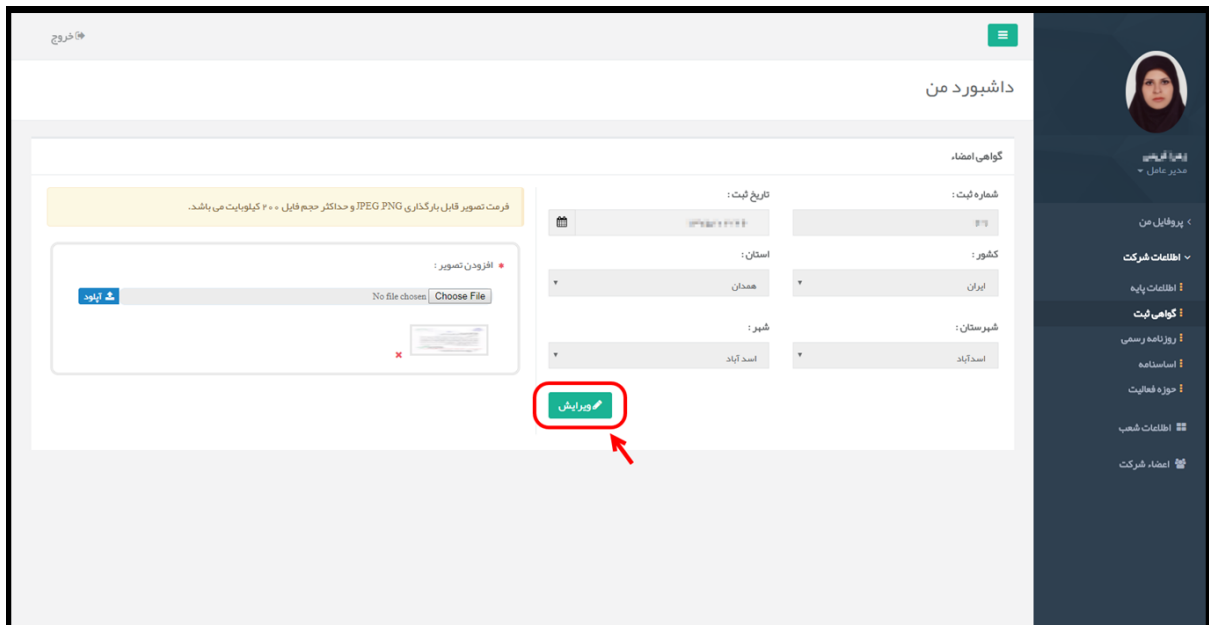 خروج
داشبورد من
گواهی امضاء
شماره ثبت :
تاریخ ثبت :
کشور :
ایران
استان :
همدان
شهرستان :
اسدآباد
شهر :
اسد آباد
ویرایش
فرمت تصویر قابل بارگذاری JPEG ,PNG و حداکثر حجم فایل ۲۰۰ کیلوبایت می باشد.
* افزودن تصویر :
Choose File No file chosen
آپلود
مدیر عامل
پروفایل من
اطلاعات شرکت
اطلاعات پایه
گواهی ثبت
روزنامه رسمی
اساسنامه
حوزه فعالیت
اطلاعات شعب
اعضاء شرکت